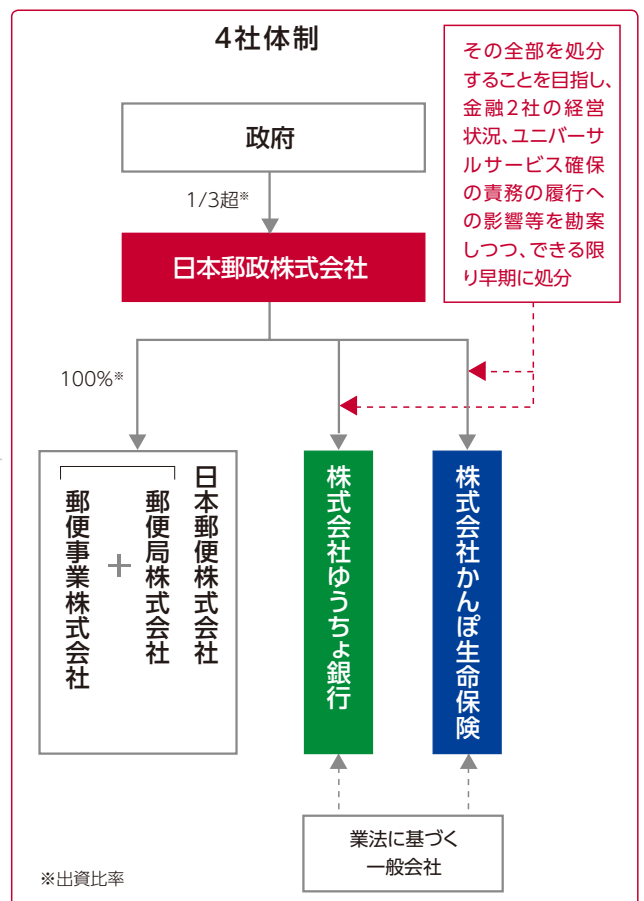 4社体制
その全部を処分
することを目指し、
金融2社の経営
状況、ユニバーサ
ルサービス確保
の責務の履行へ
の影響等を勘案
しつつ、できる限
り早期に処分
政府
1/3超※
日本郵政株式会社
100%※
日本郵便株式会社
郵便局株式会社
+
郵便事業株式会社
株式会社ゆうちょ銀行
株式会社かんぽ生命保険
業法に基づく
一般会社
※出資比率